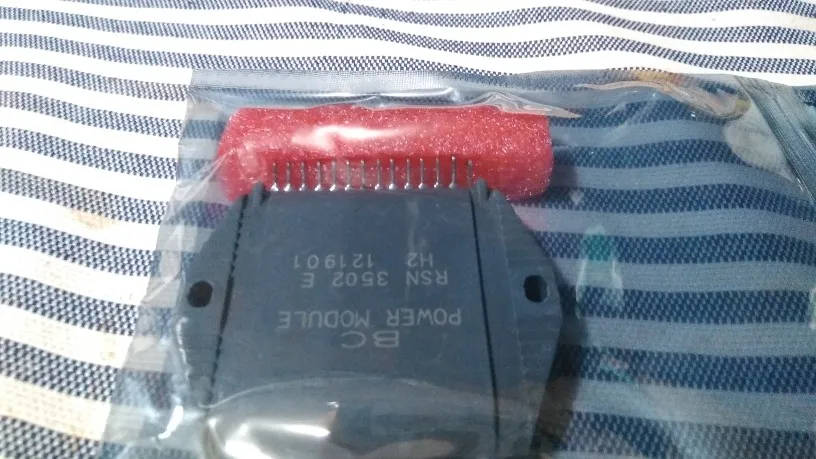 BC
POWER MODULE
RSN 3502 E
H2 121901